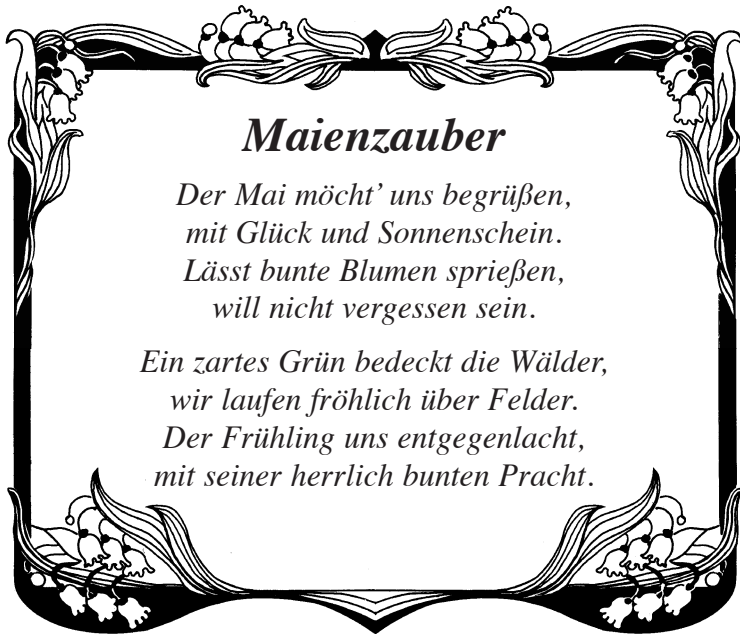 Maienzauber
Der Mai möcht’ uns begrüßen,
mit Glück und Sonnenschein.
Lässt bunte Blumen sprießen,
will nicht vergessen sein.
Ein zartes Grün bedeckt die Wälder,
wir laufen fröhlich über Felder.
Der Frühling uns entgegenlacht,
mit seiner herrlich bunten Pracht.